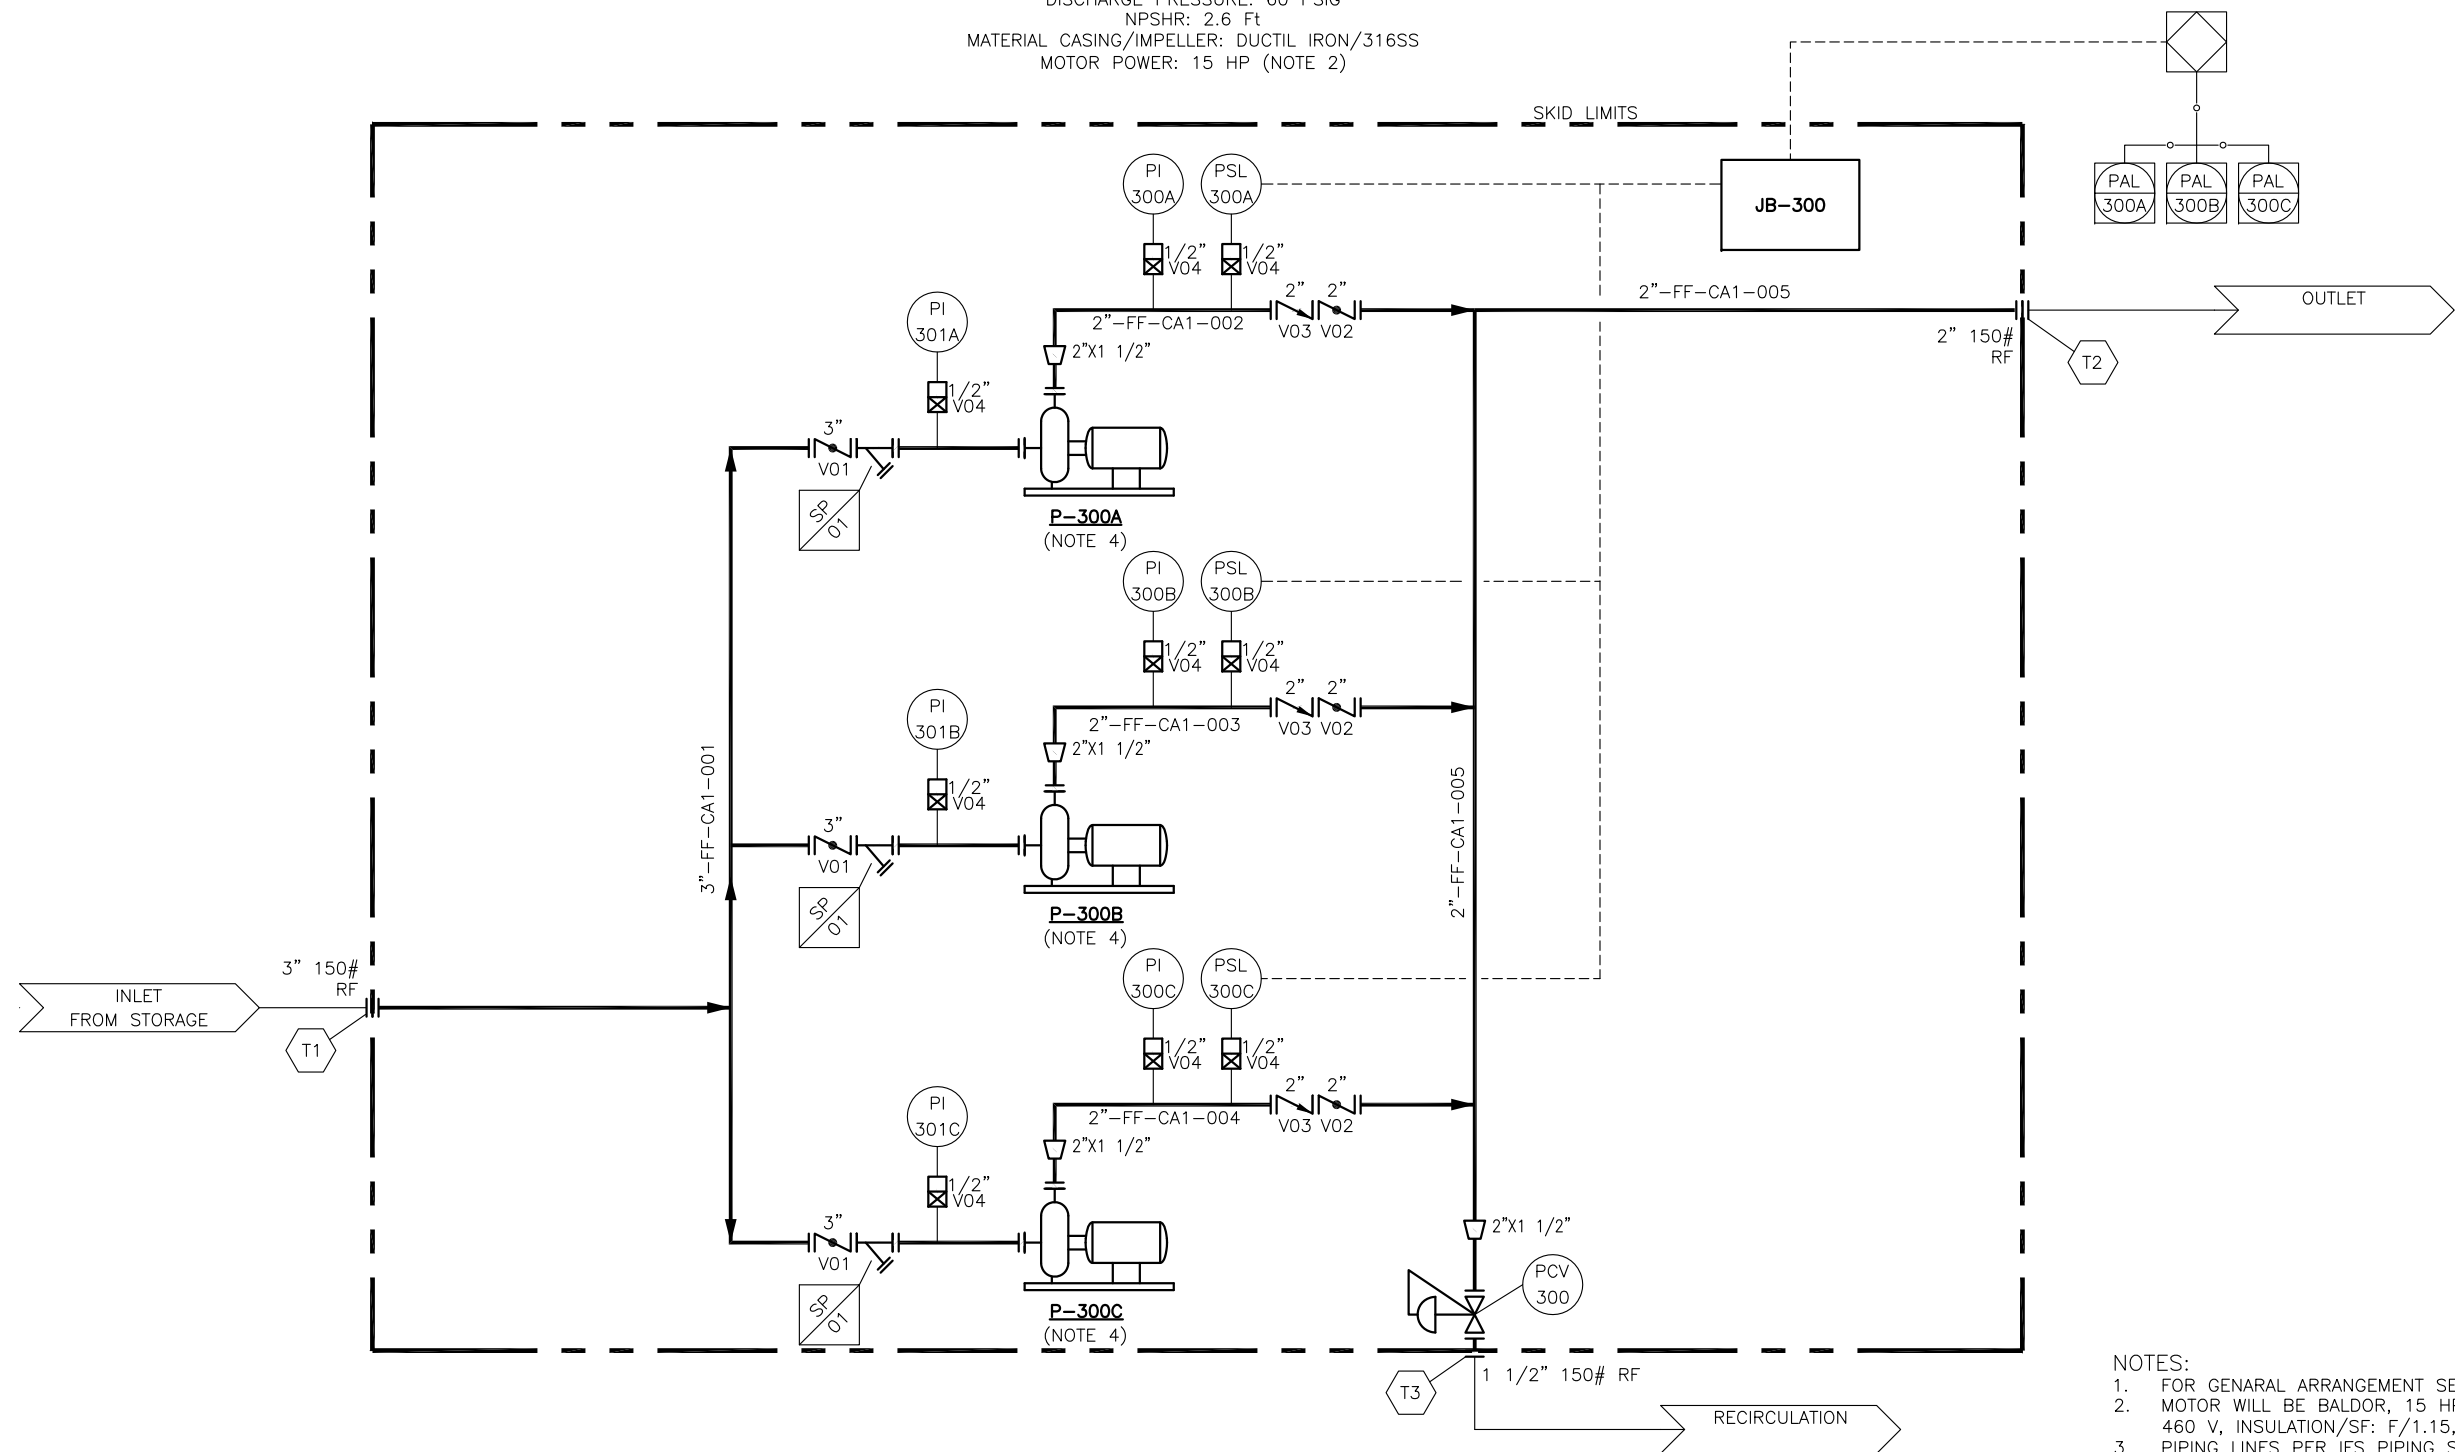 DISCHARGE PRESSURE: 60 PSIG
NPSHR: 2.6 Ft
MATERIAL CASING/IMPELLER: DUCTIL IRON/316SS
MOTOR POWER: 15 HP (NOTE 2)
SKID LIMITS
PI
300A
PSL
300A
JB-300
PAL
300A
PAL
300B
PAL
300C
1/2"
V04
1/2"
V04
2" 2"
V03 V02
2"-FF-CA1-002
2"-FF-CA1-005
OUTLET
2" 150#
RF
T2
PI
301A
2"X1 1/2"
1/2"
V04
3"
V01
SP
01
P-300A
(NOTE 4)
PI
300B
PSL
300B
1/2"
V04
1/2"
V04
2" 2"
V03 V02
2"-FF-CA1-003
PI
301B
2"X1 1/2"
1/2"
V04
3"-FF-CA1-001
2"-FF-CA1-005
3"
V01
SP
01
P-300B
(NOTE 4)
3" 150#
RF
INLET
FROM STORAGE
T1
PI
300C
PSL
300C
1/2"
V04
1/2"
V04
2" 2"
V03 V02
2"-FF-CA1-004
PI
301C
2"X1 1/2"
1/2"
V04
3"
V01
SP
01
P-300C
(NOTE 4)
2"X1 1/2"
PCV
300
T3
1 1/2" 150# RF
RECIRCULATION
NOTES:
1. FOR GENARAL ARRANGEMENT
2. MOTOR WILL BE BALDOR, 15
460 V, INSULATION/SF: F/1.15,
3. PIPING LINES PER IFS PIPING